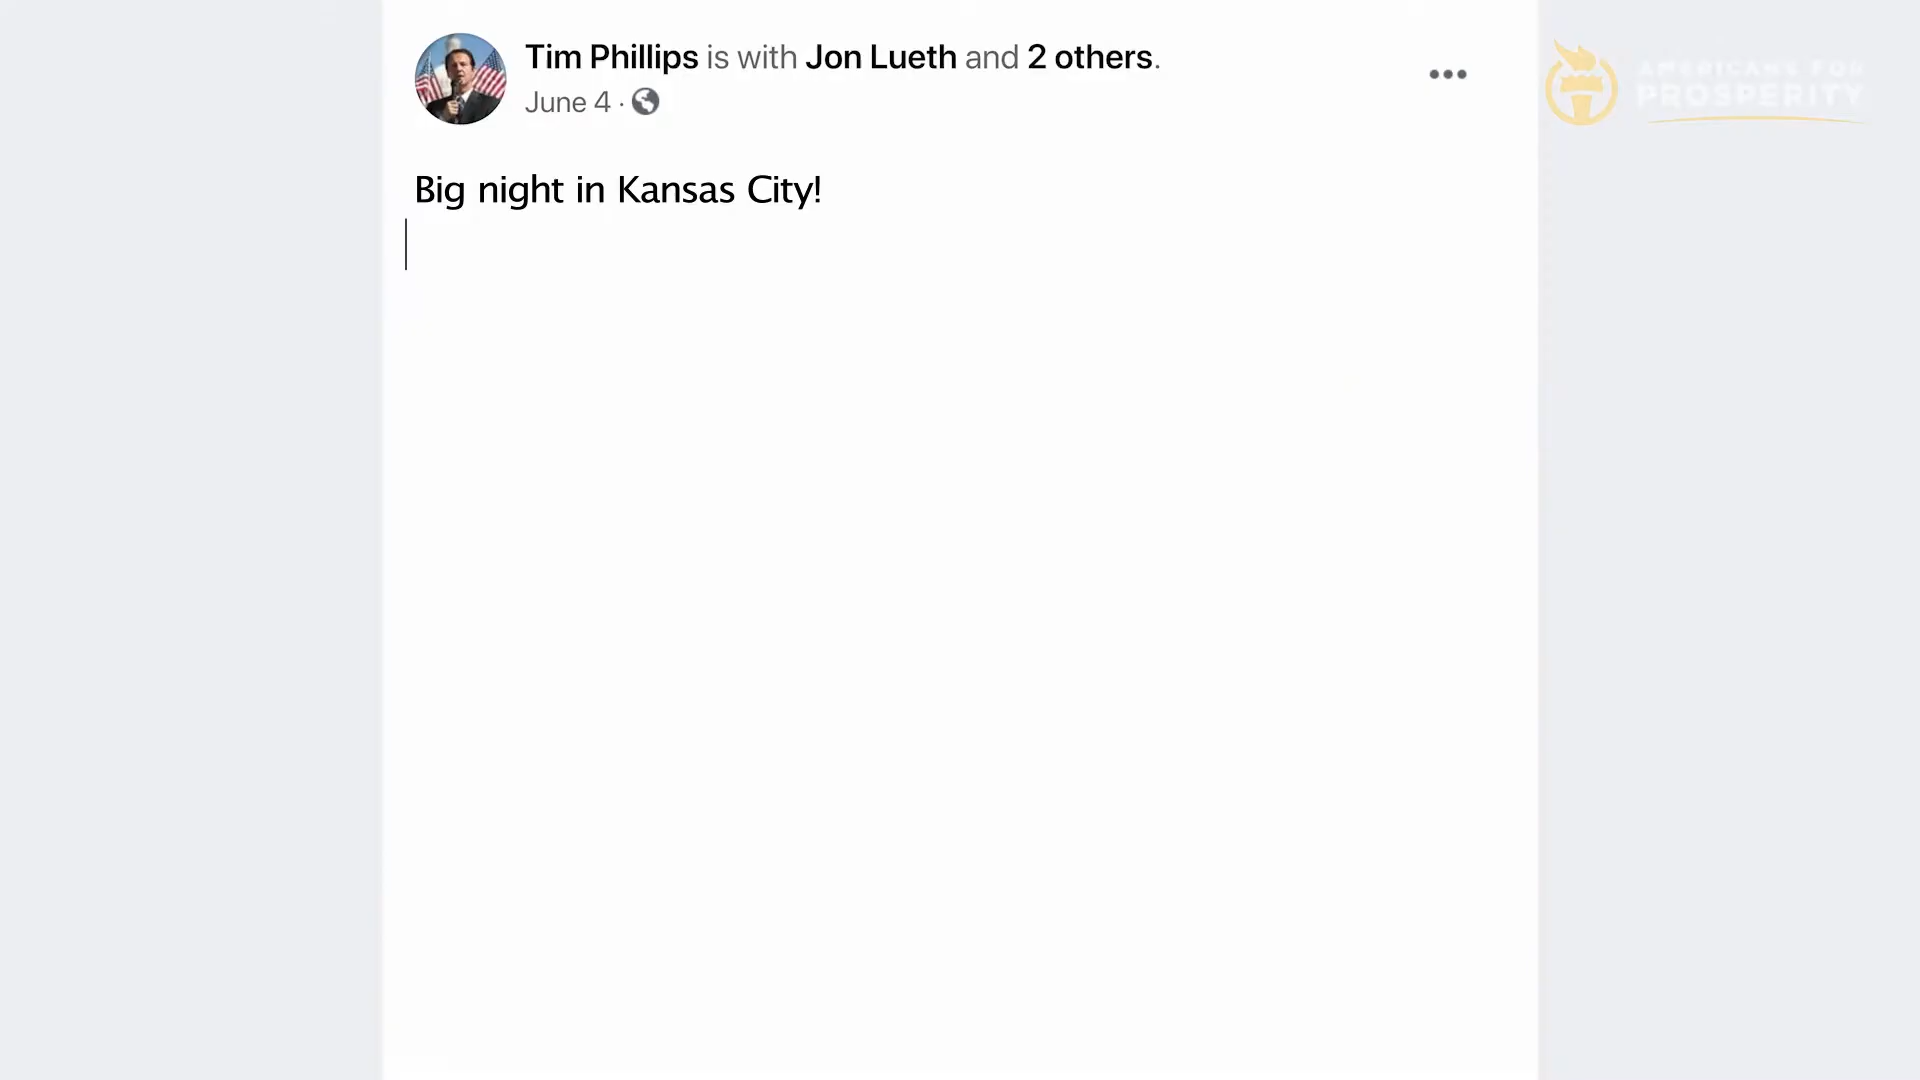 Tim Phillips is with Jon Lueth and 2 others.
June 4 ·
Big night in Kansas City!
AMERICANS FOR
PROSPERITY